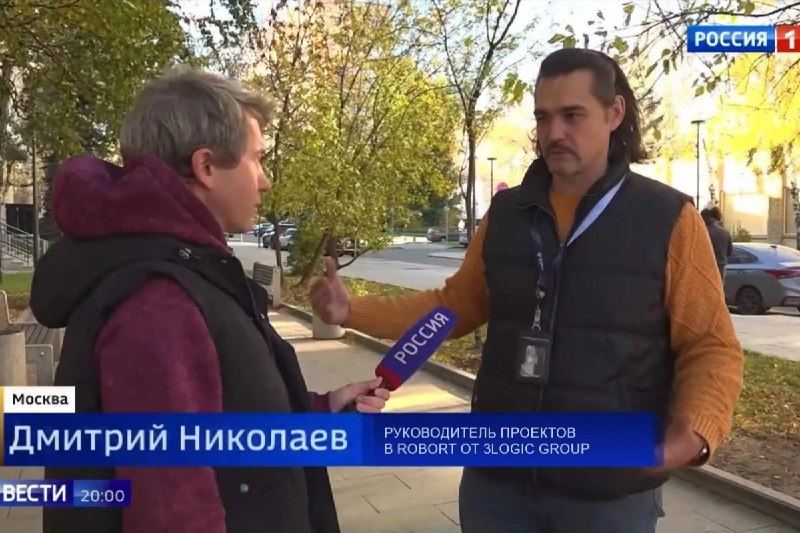 РОССИЯ 1
РОССИЯ
Москва
Дмитрий Николаев
РУКОВОДИТЕЛЬ ПРОЕКТОВ
В ROBORT ОТ 3LOGIC GROUP
ВЕСТИ 20:00